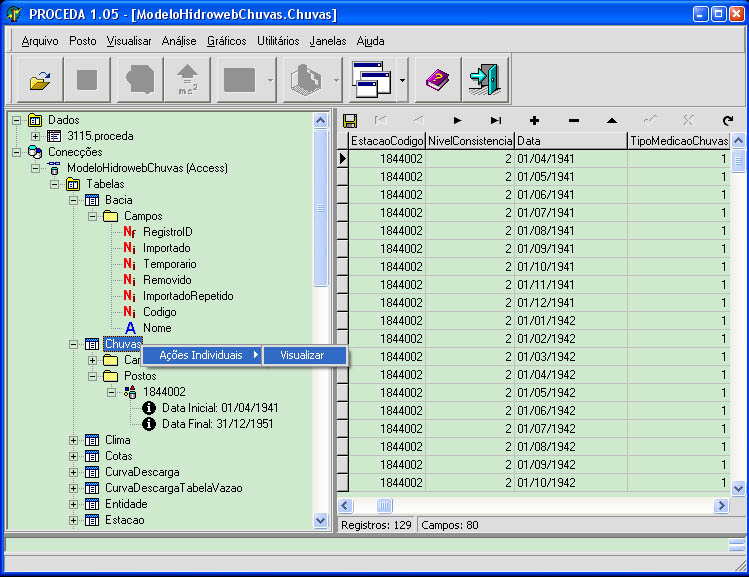 PROCEDA 1.05 - [ModeloHidrowebChuvas.Chuvas]
Arquivo Posto Visualisar Análise Gráficos Utilitários Janelas Ajuda
mc²
Dados
3115.proceda
Conecções
ModeloHidrowebChuvas (Access)
Tabelas
Bacia
Campos
Nf RegistroID
Ni Importado
Ni Temporario
Ni Removido
Ni ImportadoRepetido
Ni Codigo
A Nome
Chuvas
Ações Individuais Visualizar
Car
Postos
1844002
Data Inicial: 01/04/1941
Data Final: 31/12/1951
Clima
Cotas
CurvaDescarga
CurvaDescargaTabelaVazao
Entidade
Estacao
EstacaoCodigo NivelConsistencia Data TipoMedicaoChuvas
1844002 2 01/04/1941 1
1844002 2 01/05/1941 1
1844002 2 01/06/1941 1
1844002 2 01/07/1941 1
1844002 2 01/08/1941 1
1844002 2 01/09/1941 1
1844002 2 01/10/1941 1
1844002 2 01/11/1941 1
1844002 2 01/12/1941 1
1844002 2 01/01/1942 1
1844002 2 01/02/1942 1
1844002 2 01/03/1942 1
1844002 2 01/04/1942 1
1844002 2 01/05/1942 1
1844002 2 01/06/1942 1
1844002 2 01/07/1942 1
1844002 2 01/08/1942 1
1844002 2 01/09/1942 1
1844002 2 01/10/1942 1
Registros: 129 Campos: 80